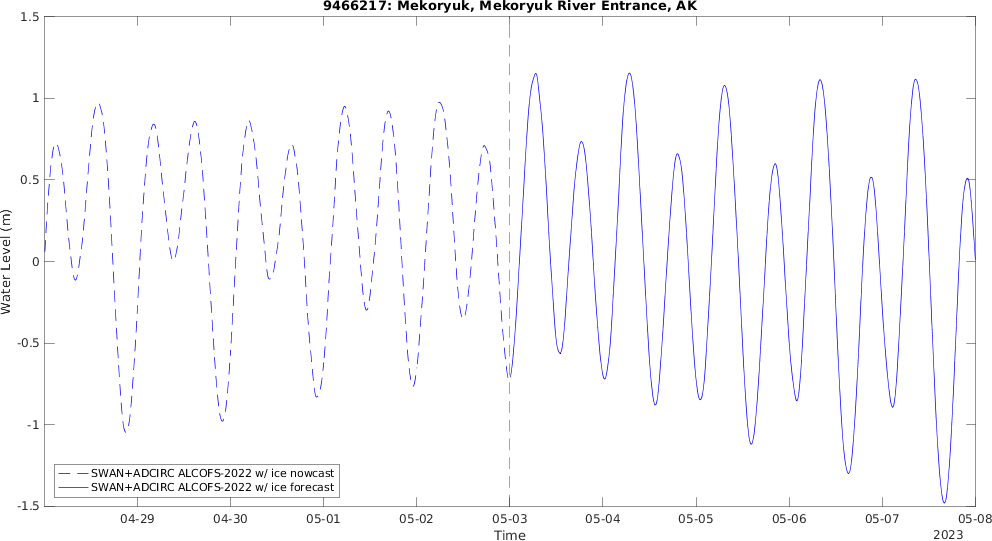 9466217: Mekoryuk, Mekoryuk River Entrance, AK
1.5
1
0.5
0
-0.5
-1
-1.5
Water Level (m)
SWAN+ADCIRC ALCOFS-2022 w/ ice nowcast
SWAN+ADCIRC ALCOFS-2022 w/ ice forecast
04-29 04-30 05-01 05-02 05-03 05-04 05-05 05-06 05-07 05-08
Time
2023